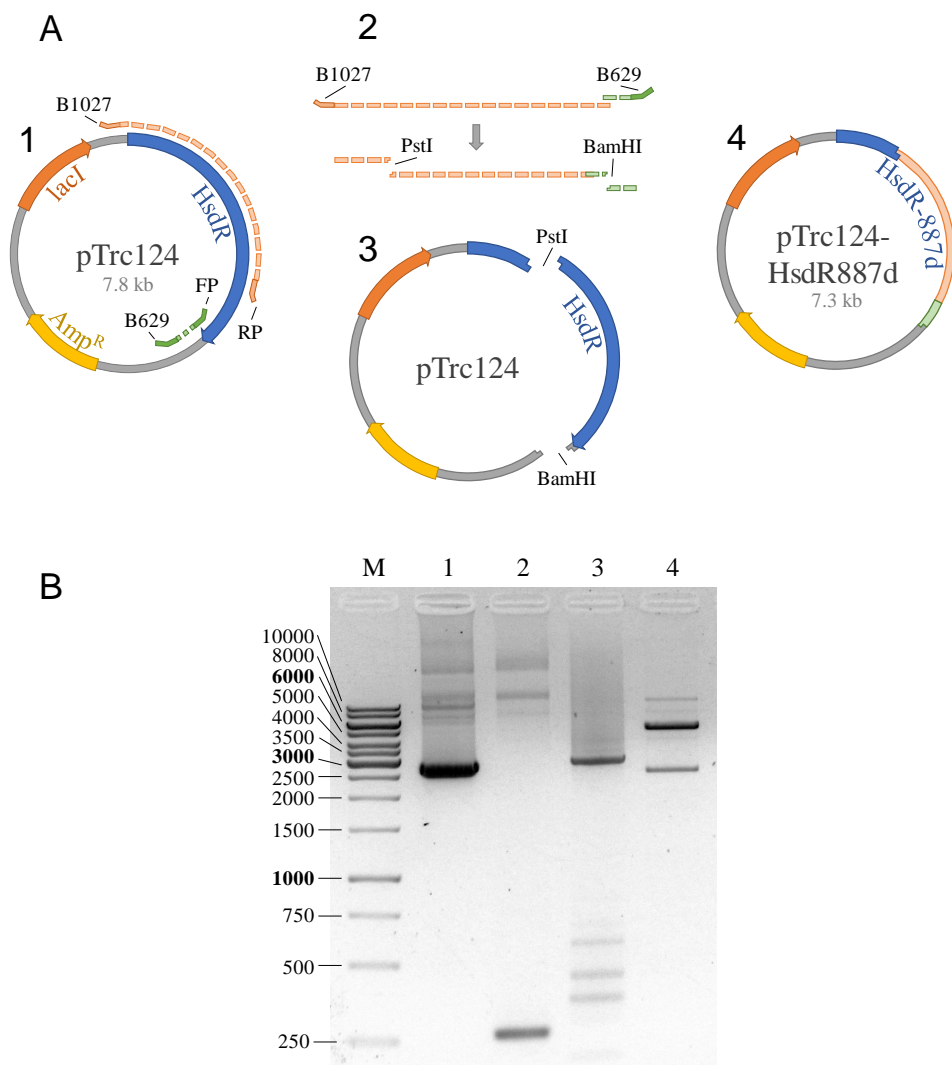 A
2
B1027
B629
B1027
1
PstI
BamHI
4
lacI
HsdR
HsdR-887d
pTrc124
7.8 kb
FP
B629
RP
AmpR
3
PstI
HsdR
pTrc124
BamHI
pTrc124-
HsdR887d
7.3 kb
B
M 1 2 3 4
10000
8000
6000
5000
4000
3500
3000
2500
2000
1500
1000
750
500
250